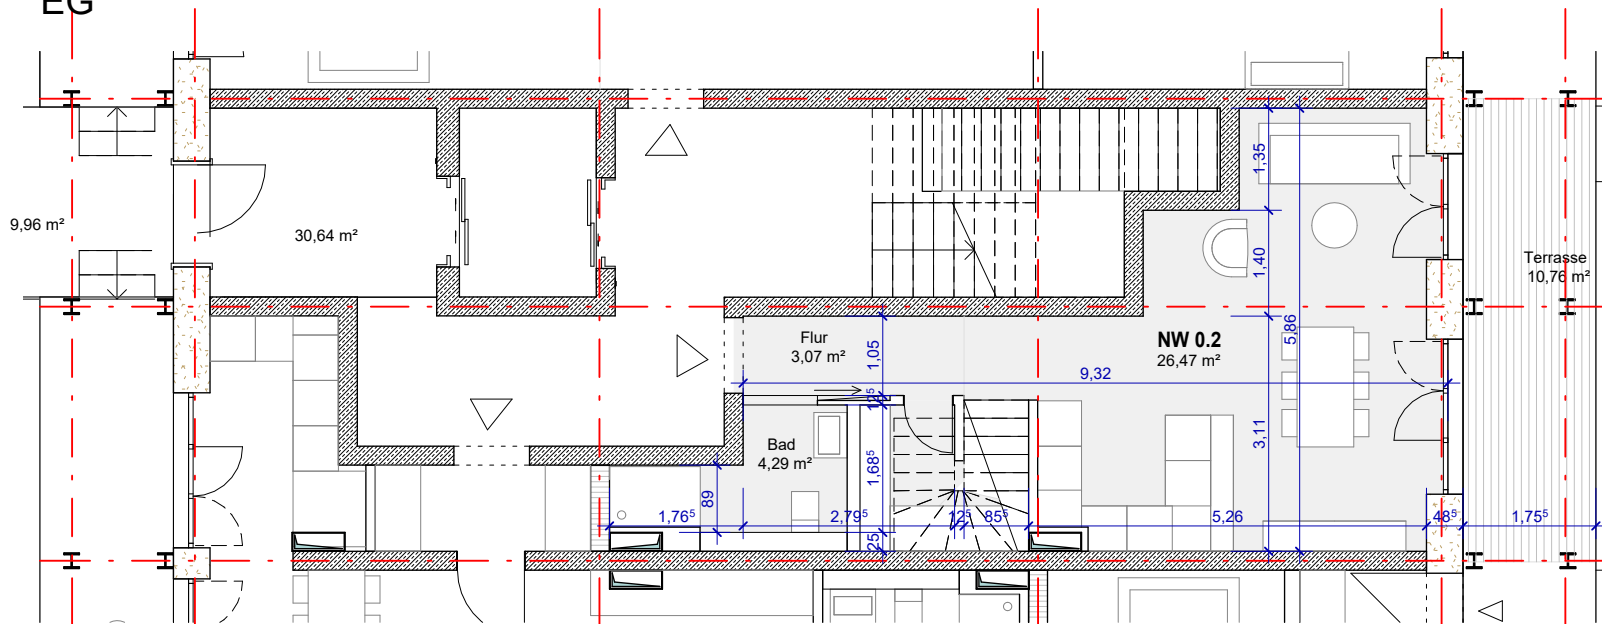 EG
1,35
9,96 m²
30,64 m²
1,40
Terrasse
10,76 m²
Flur
3,07 m²
1,05
NW 0.2
26,47 m²
5,86
9,32
12⁵
3,11
Bad
4,29 m²
1,68⁵
89
1,76⁵
2,79⁵
12⁵
85⁵
5,26
48⁵
1,75⁵
25